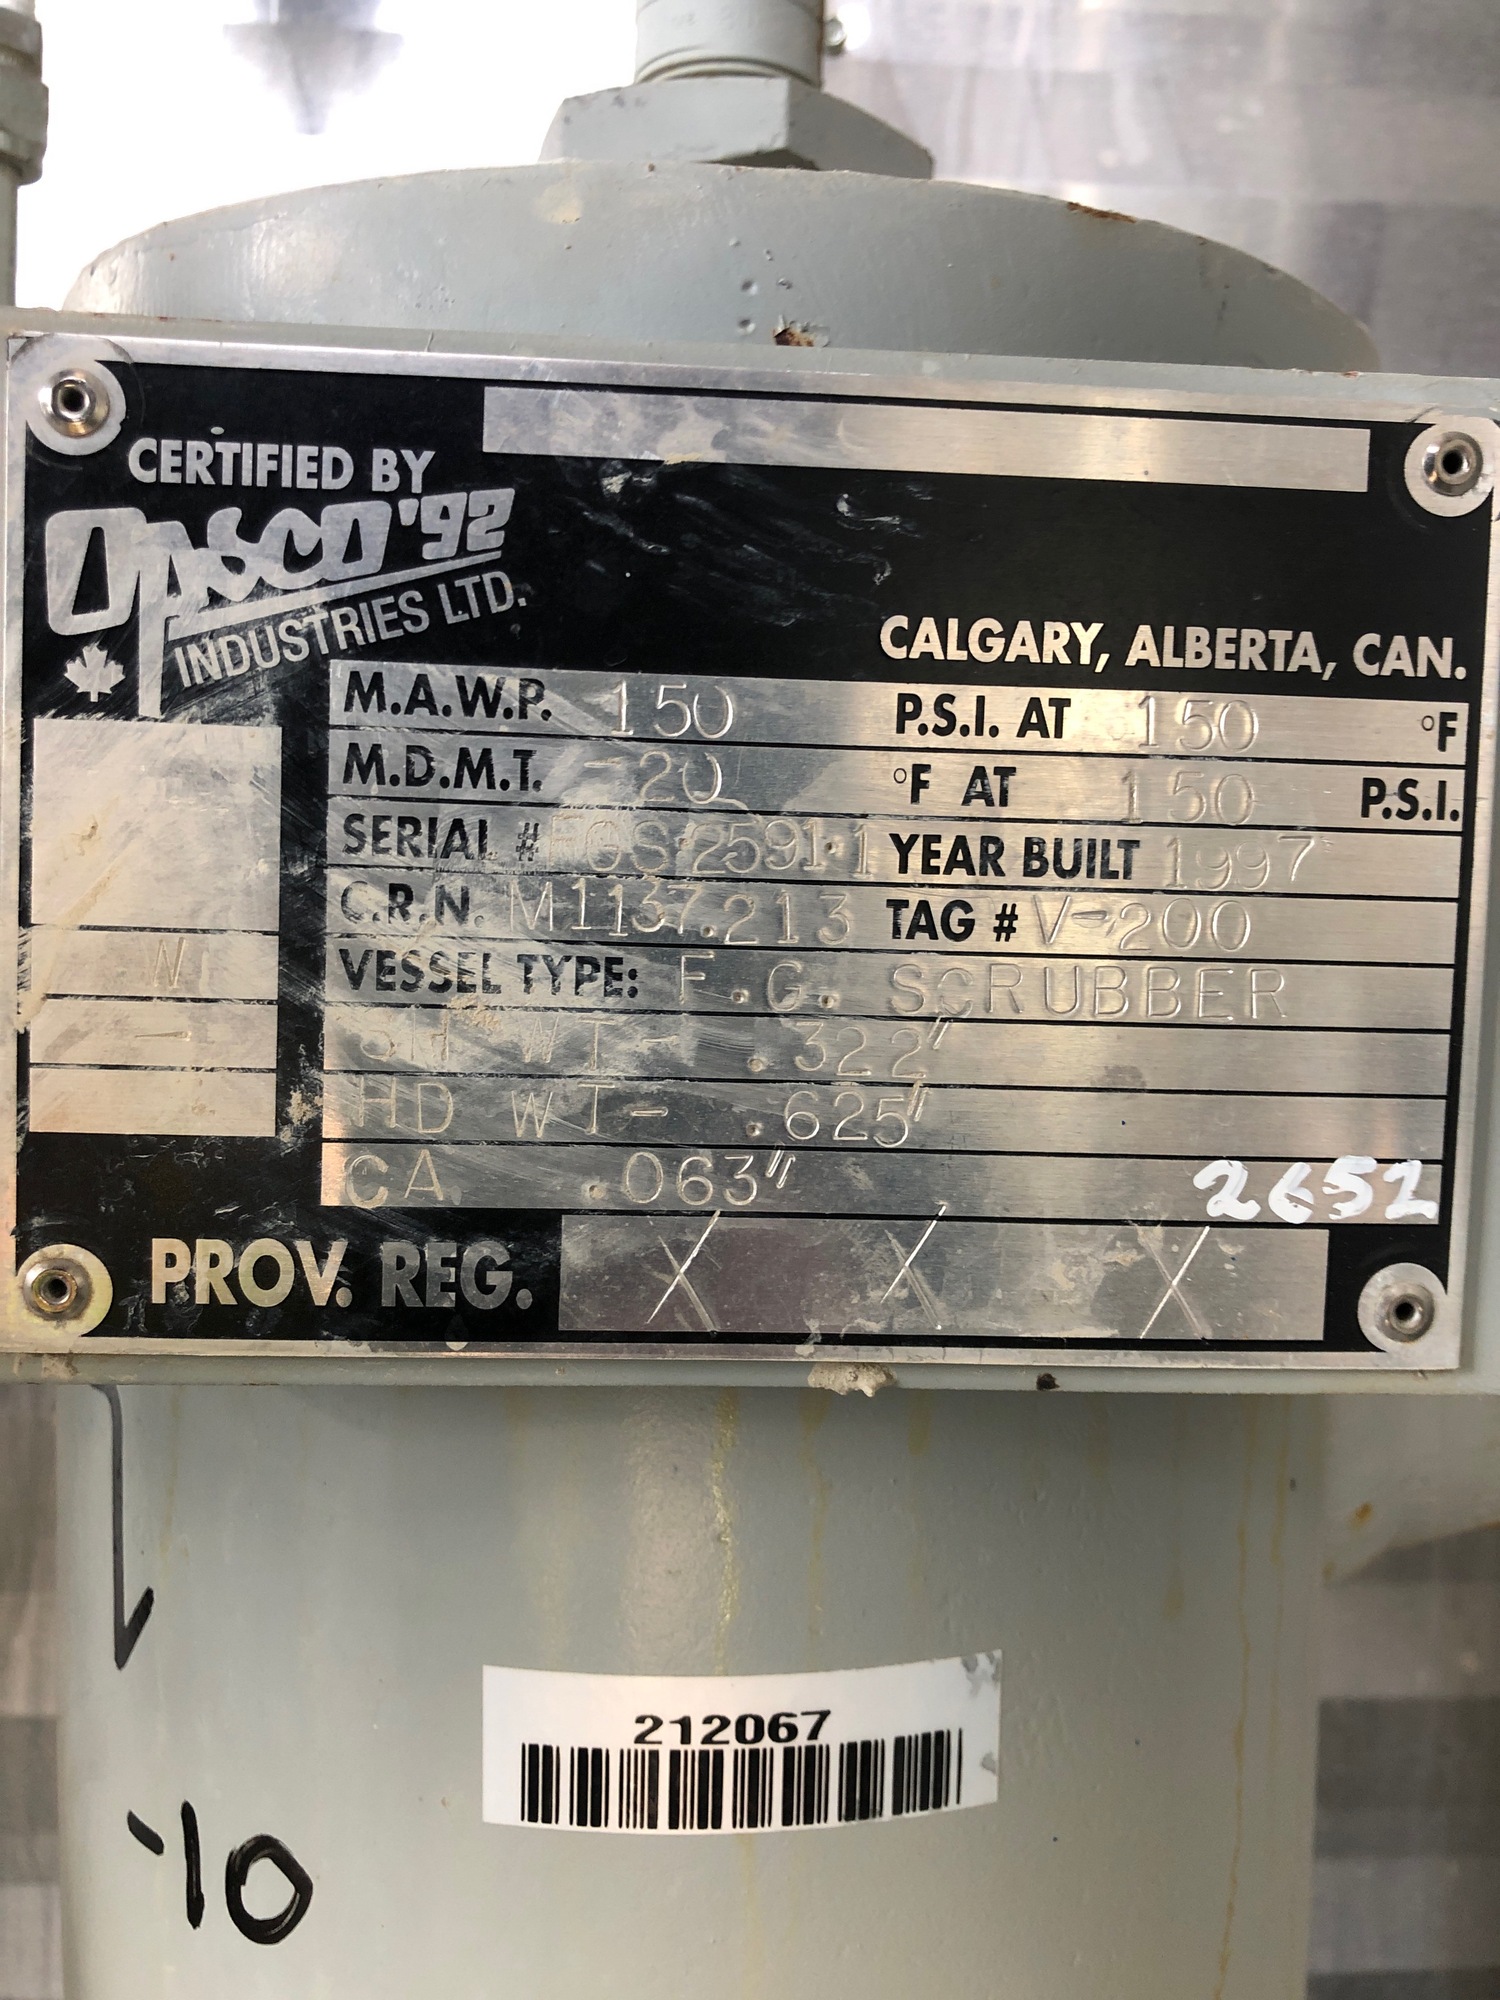 CERTIFIED BY
OPSCO '92
INDUSTRIES LTD.
CALGARY, ALBERTA, CAN.
M.A.W.P. 150 P.S.I. AT 150 °F
M.D.M.T. -20 °F AT 150 P.S.I.
SERIAL # FGS-2591-1 YEAR BUILT 1997
C.R.N. M1137.213 TAG # V-200
W
VESSEL TYPE: F.G. SCRUBBER
-
SH WT- .322"
HD WT- .625"
CA .063" 2652
PROV. REG. X X X
212067
-10